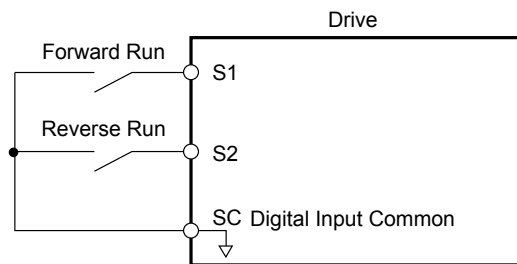 Drive
Forward Run
S1
Reverse Run
S2
SC Digital Input Common